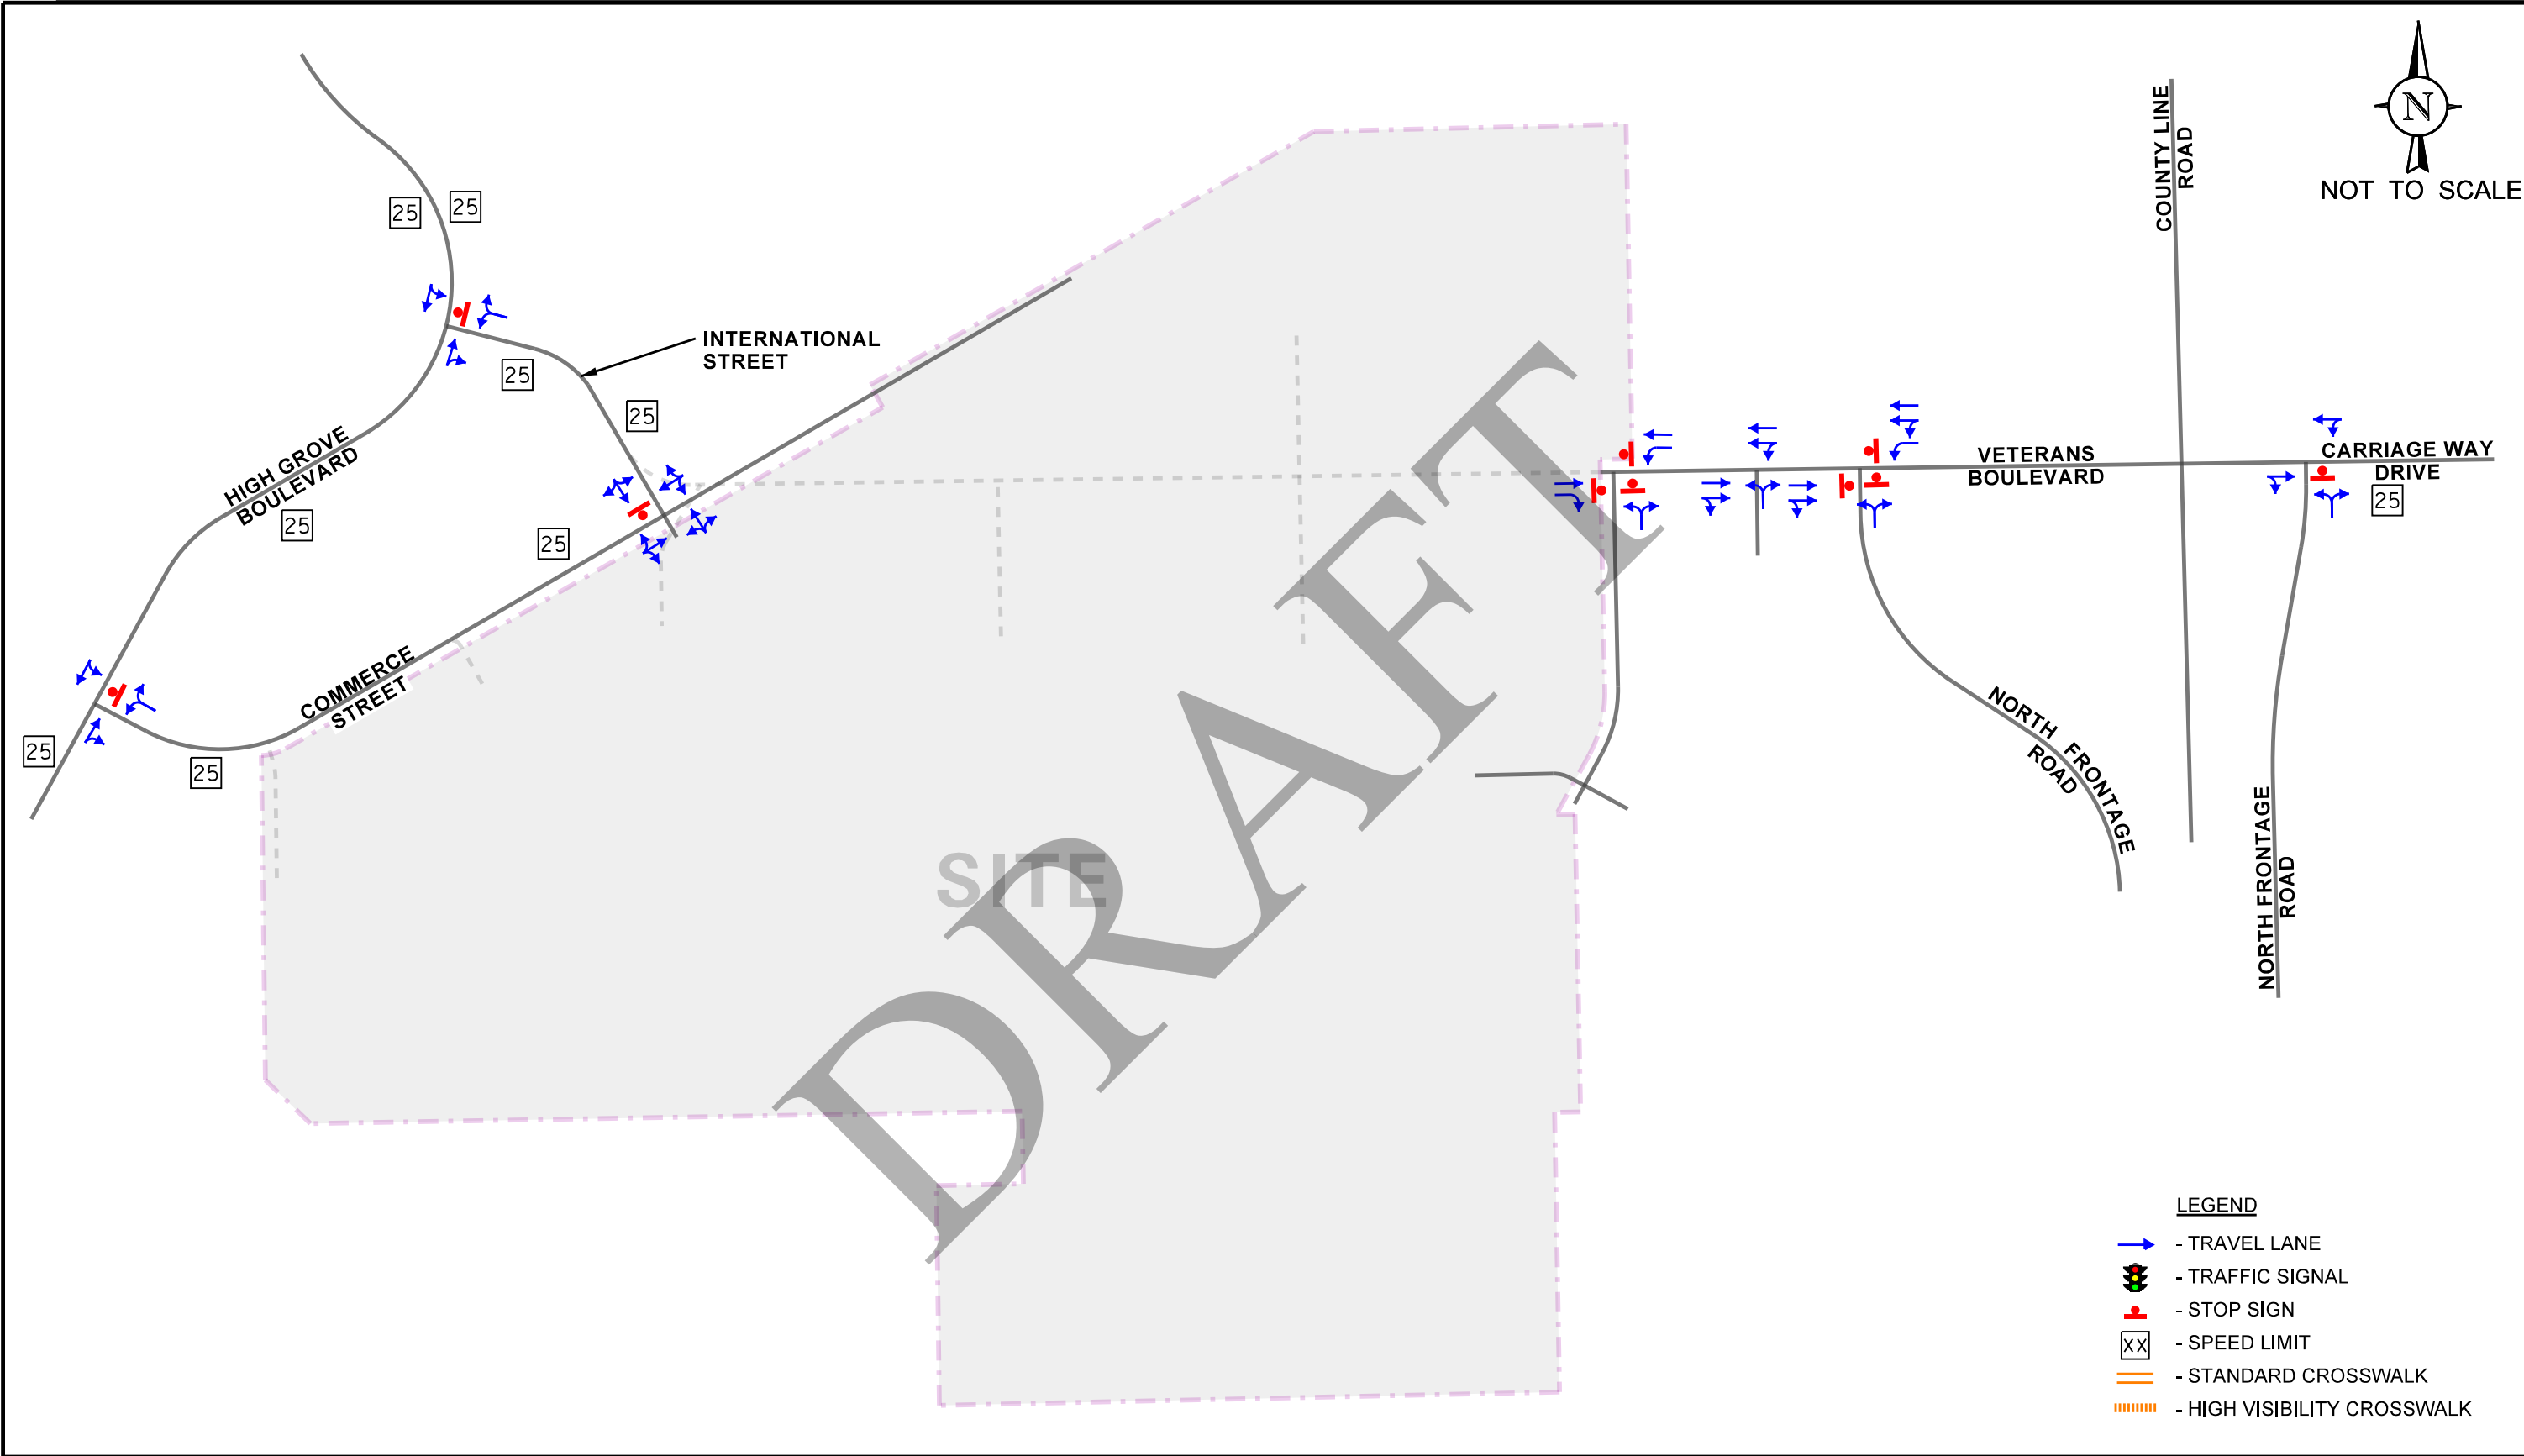 COUNTY LINE
ROAD
N
NOT TO SCALE
25
25
INTERNATIONAL
STREET
25
25
HIGH GROVE
BOULEVARD
25
25
VETERANS
BOULEVARD
CARRIAGE WAY
DRIVE
25
COMMERCE
STREET
25
25
NORTH FRONTAGE
ROAD
NORTH FRONTAGE
ROAD
SITE
DRAFT
LEGEND
- TRAVEL LANE
- TRAFFIC SIGNAL
- STOP SIGN
XX - SPEED LIMIT
- STANDARD CROSSWALK
- HIGH VISIBILITY CROSSWALK